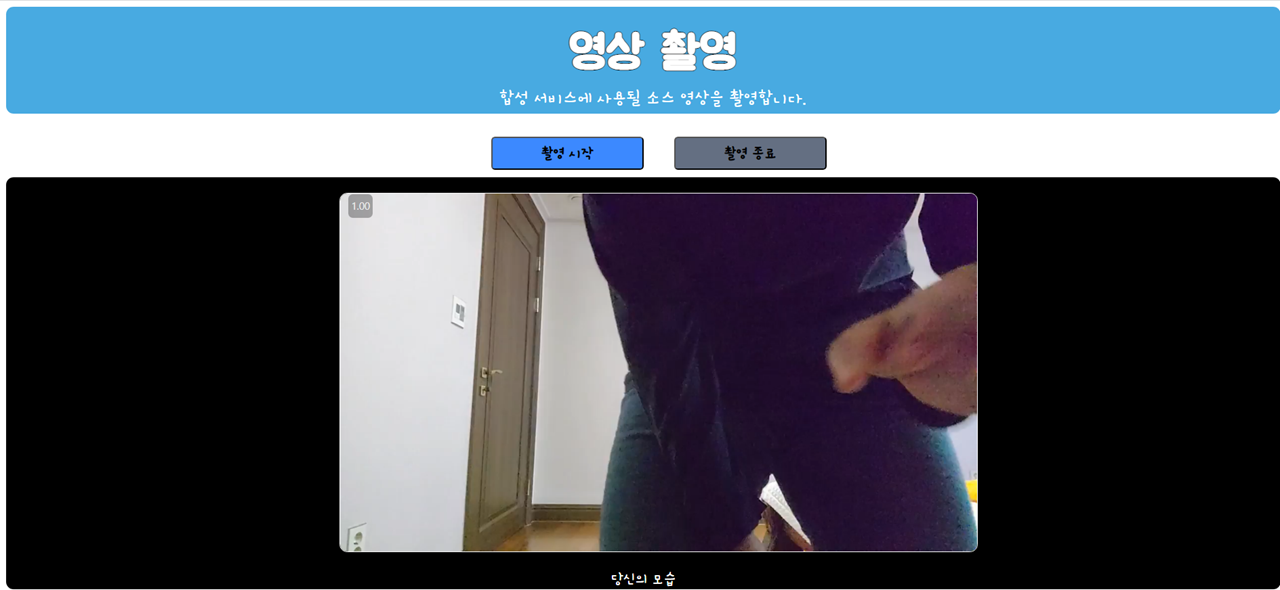 영상 촬영
합성 서비스에 사용될 소스 영상을 촬영합니다.
촬영 시작 촬영 종료
1.00
당신의 모습